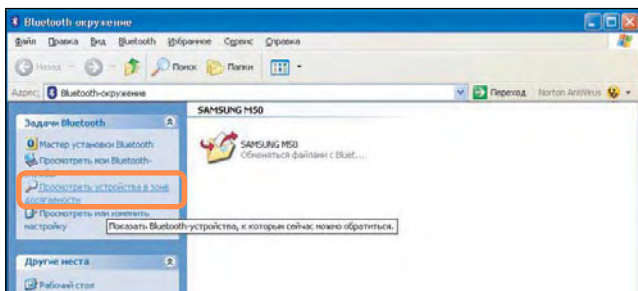 Bluetooth-окружение
Файл Правка Вид Bluetooth Избранное Сервис Справка
Назад Поиск Папки
Адрес: Bluetooth-окружение Переход Norton AntiVirus
SAMSUNG M50
Задачи Bluetooth
Мастер установки Bluetooth
Просмотреть мои Bluetooth-
службы
Просмотреть устройства в зоне
досягаемости
Просмотреть или изменить
настройку
SAMSUNG M50
Обменяться файлами с Bluet...
Показать Bluetooth-устройства, к которым сейчас можно обратиться.
Другие места
Рабочий стол